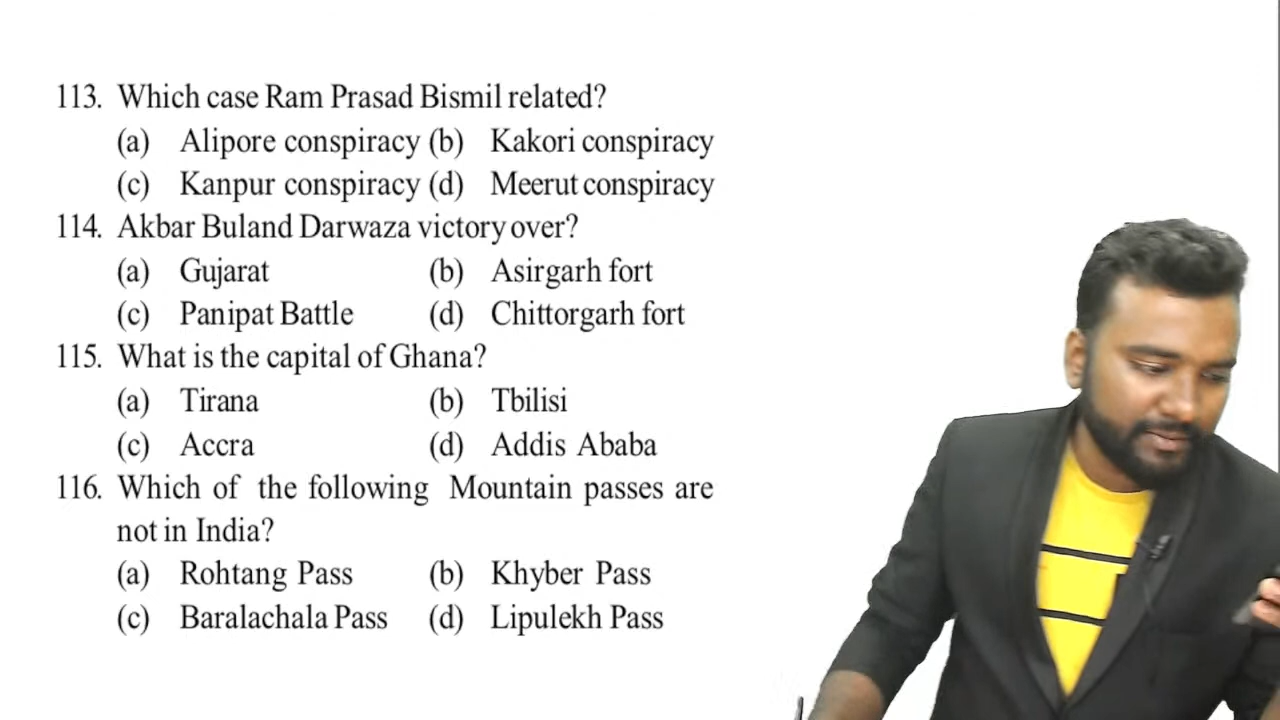 113. Which case Ram Prasad Bismil related?
(a) Alipore conspiracy (b) Kakori conspiracy
(c) Kanpur conspiracy (d) Meerut conspiracy
114. Akbar Buland Darwaza victory over?
(a) Gujarat (b) Asirgarh fort
(c) Panipat Battle (d) Chittorgarh fort
115. What is the capital of Ghana?
(a) Tirana (b) Tbilisi
(c) Accra (d) Addis Ababa
116. Which of the following Mountain passes are
not in India?
(a) Rohtang Pass (b) Khyber Pass
(c) Baralachala Pass (d) Lipulekh Pass